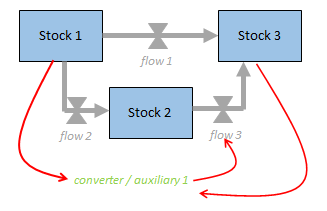 Stock 1
Stock 3
flow 1
Stock 2
flow 2
flow 3
converter / auxiliary 1